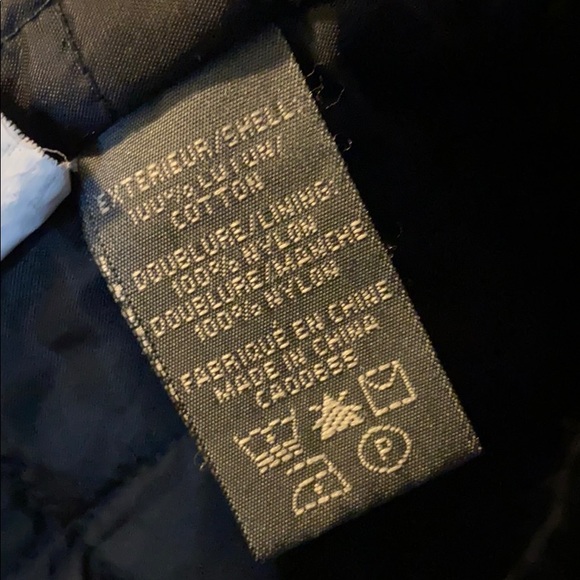 EXTERIEUR/SHELL:
100% COTON/
COTTON
DOUBLURE/LINING:
100% NYLON
DOUBLURE/MANCHE
100% NYLON
FABRIQUÉ EN CHINE
MADE IN CHINA
P